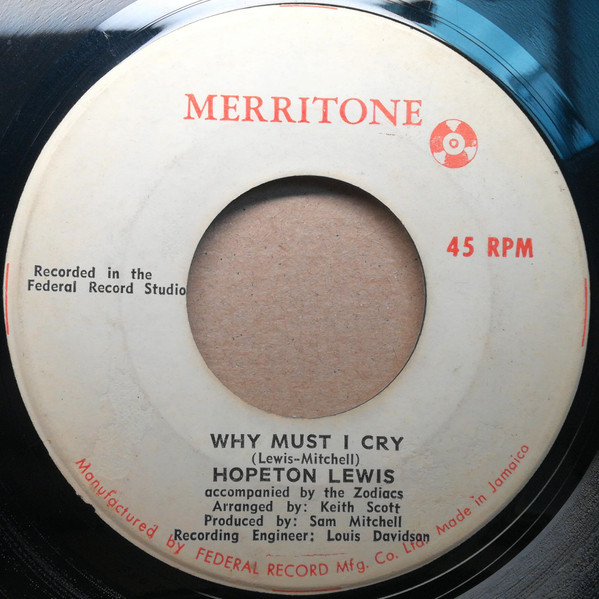 MERRITONE
45 RPM
Recorded in the
Federal Record Studio
WHY MUST I CRY
(Lewis-Mitchell)
HOPETON LEWIS
accompanied by the Zodiacs
Arranged by: Keith Scott
Produced by: Sam Mitchell
Recording Engineer: Louis Davidson
Manufactured by FEDERAL RECORD Mfg. Co. Ltd. Made in Jamaica